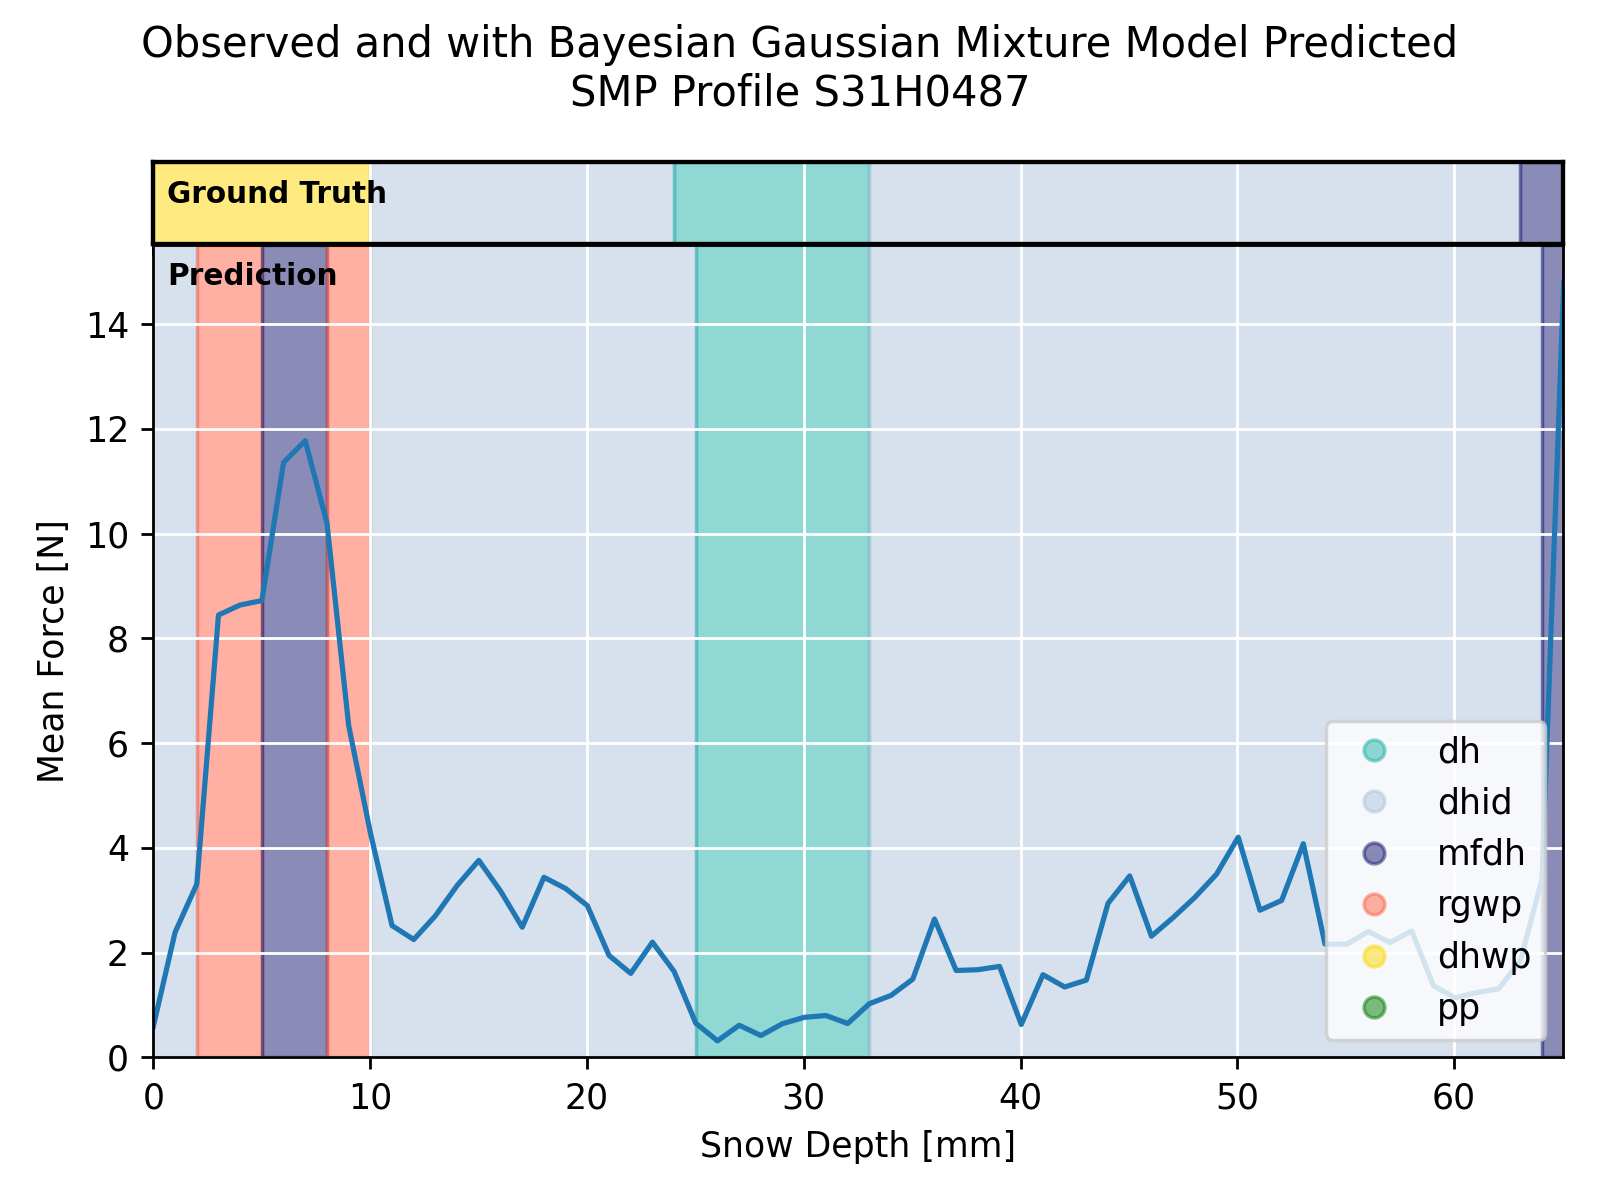 Observed and with Bayesian Gaussian Mixture Model Predicted
SMP Profile S31H0487
Ground Truth
Prediction
14
12
10
8
6
4
2
0
Mean Force [N]
dh
dhid
mfdh
rgwp
dhwp
pp
0 10 20 30 40 50 60
Snow Depth [mm]